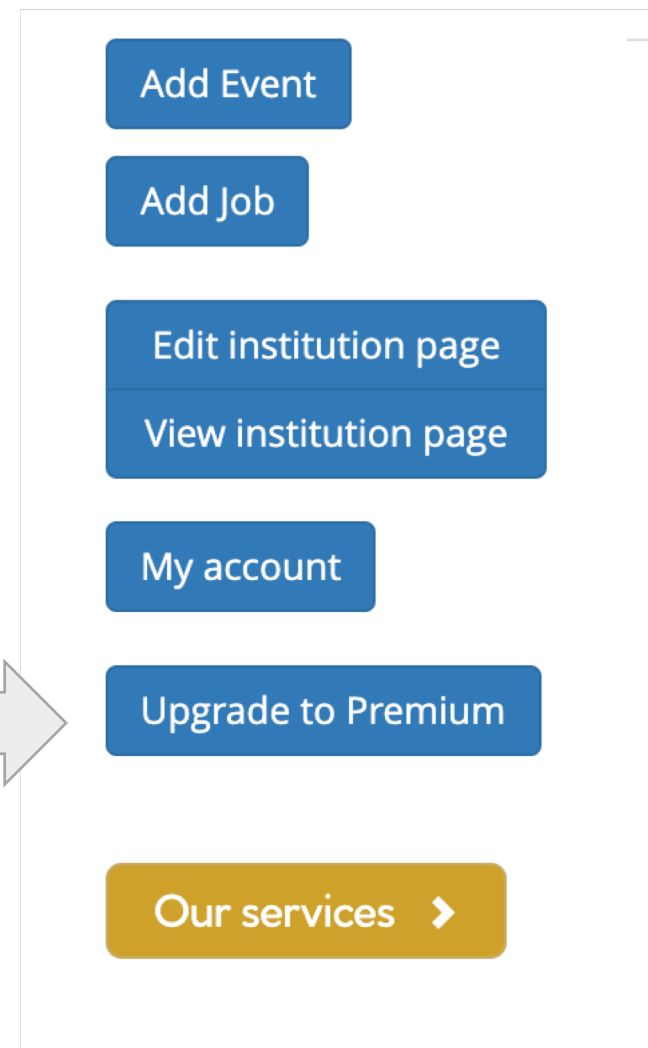 Add Event
Add Job
Edit institution page
View institution page
My account
Upgrade to Premium
Our services